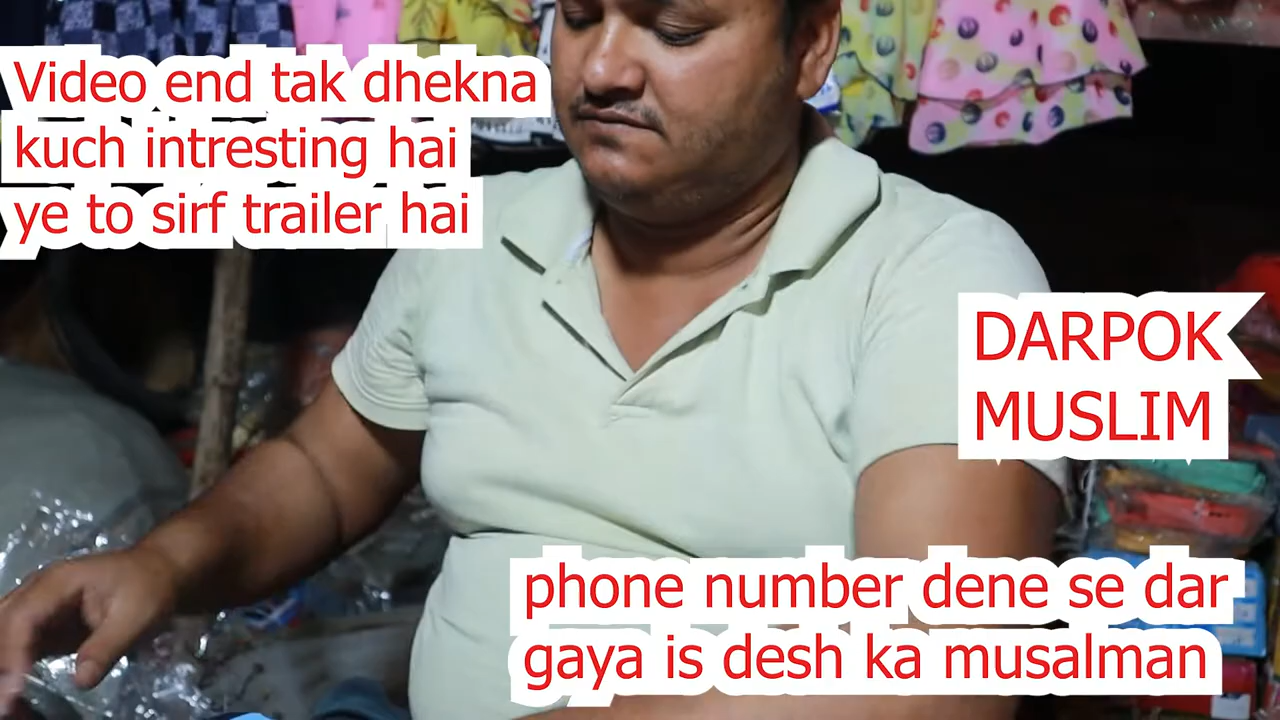 Video end tak dhekna
kuch intresting hai
ye to sirf trailer hai
DARPOK
MUSLIM
phone number dene se dar
gaya is desh ka musalman